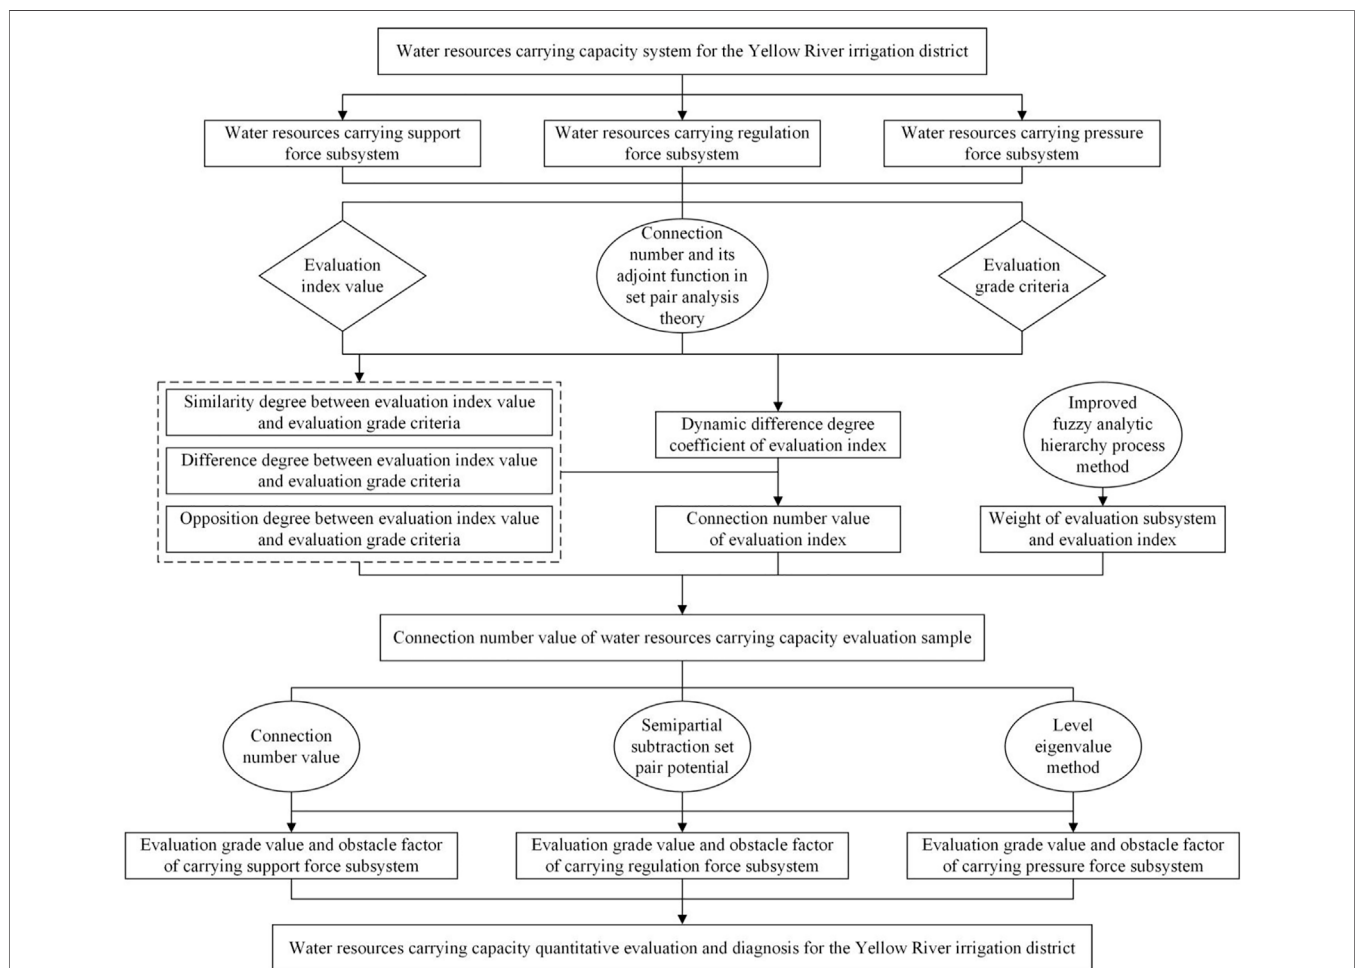 Water resources carrying capacity system for the Yellow River irrigation district
Water resources carrying support
force subsystem
Water resources carrying regulation
force subsystem
Water resources carrying pressure
force subsystem
Evaluation
index value
Connection
number and its
adjoint function in
set pair analysis
theory
Evaluation
grade criteria
Similarity degree between evaluation index value
and evaluation grade criteria
Difference degree between evaluation index value
and evaluation grade criteria
Opposition degree between evaluation index value
and evaluation grade criteria
Dynamic difference degree
coefficient of evaluation index
Connection number value
of evaluation index
Improved
fuzzy analytic
hierarchy process
method
Weight of evaluation subsystem
and evaluation index
Connection number value of water resources carrying capacity evaluation sample
Connection
number value
Semipartial
subtraction set
pair potential
Level
eigenvalue
method
Evaluation grade value and obstacle factor
of carrying support force subsystem
Evaluation grade value and obstacle factor
of carrying regulation force subsystem
Evaluation grade value and obstacle factor
of carrying pressure force subsystem
Water resources carrying capacity quantitative evaluation and diagnosis for the Yellow River irrigation district